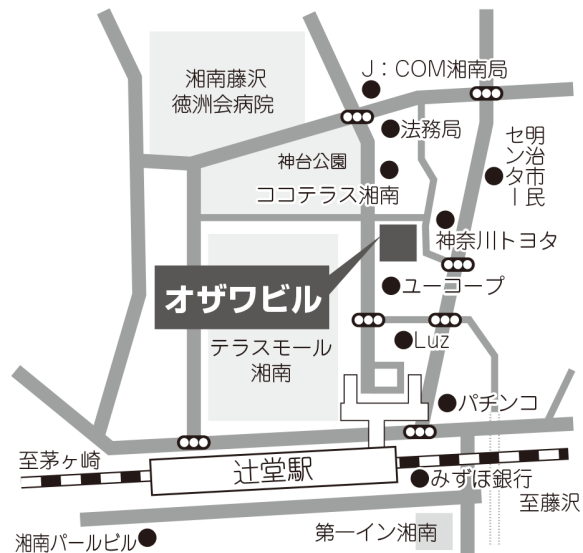 J：COM湘南局
湘南藤沢
徳洲会病院
法務局
明治市民
センター
神台公園
ココテラス湘南
神奈川トヨタ
オザワビル
ユーコープ
テラスモール
湘南
Luz
パチンコ
至茅ヶ崎
辻堂駅
みずほ銀行
至藤沢
第一イン湘南
湘南パールビル